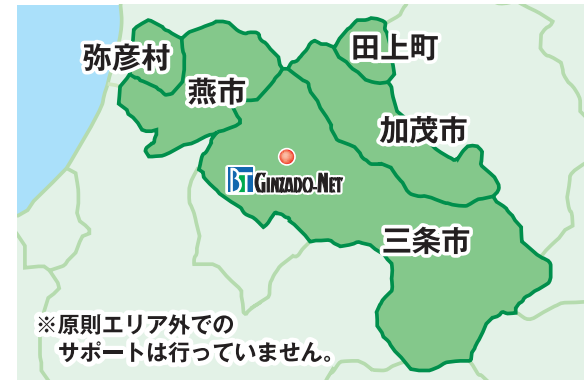 田上町
弥彦村
燕市
加茂市
BT GINZADO-NET
三条市
※原則エリア外での
サポートは行っていません。